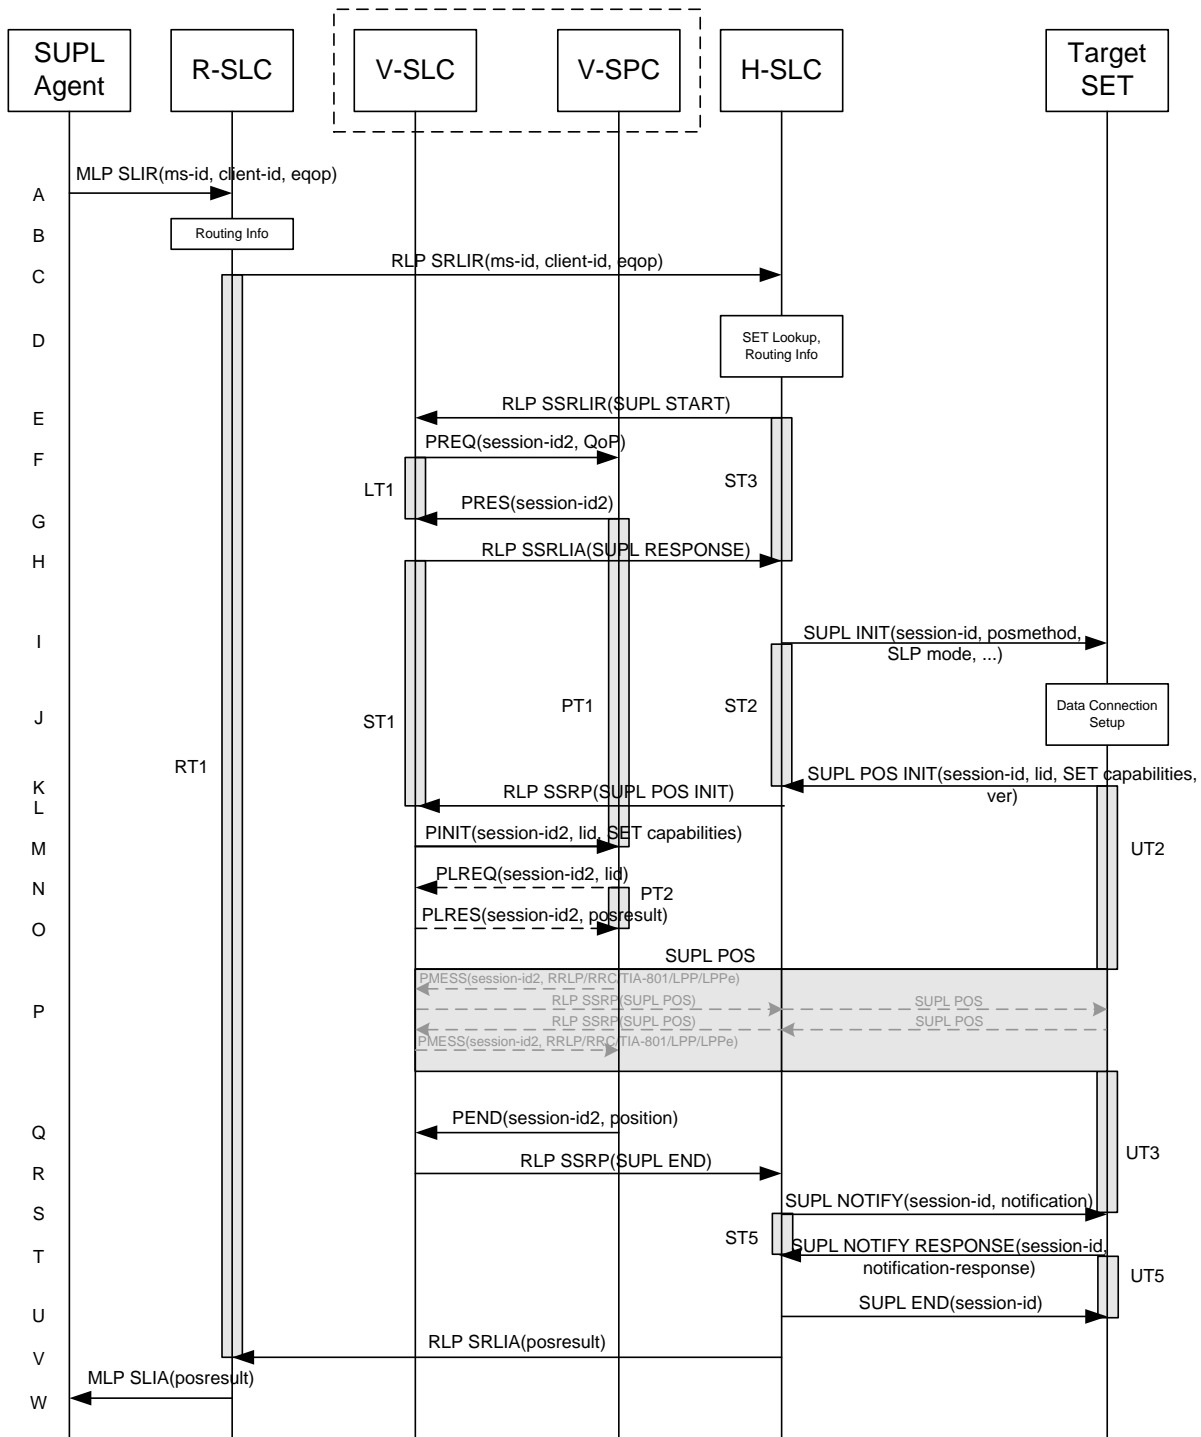 SUPL
Agent
R-SLC
V-SLC
V-SPC
H-SLC
Target
SET
A
MLP SLIR(ms-id, client-id, eqop)
B
Routing Info
C
RLP SRLIR(ms-id, client-id, eqop)
D
SET Lookup,
Routing Info
E
RLP SSRLIR(SUPL START)
F
PREQ(session-id2, QoP)
LT1
ST3
G
PRES(session-id2)
H
RLP SSRLIA(SUPL RESPONSE)
I
SUPL INIT(session-id, posmethod,
SLP mode, ...)
J
ST1
PT1
ST2
Data Connection
Setup
RT1
K
SUPL POS INIT(session-id, lid, SET capabilities,
ver)
L
RLP SSRP(SUPL POS INIT)
M
PINIT(session-id2, lid, SET capabilities)
UT2
N
PLREQ(session-id2, lid)
PT2
O
PLRES(session-id2, posresult)
SUPL POS
P
PMESS(session-id2, RRLP/RRC/TIA-801/LPP/LPPe)
RLP SSRP(SUPL POS)
SUPL POS
RLP SSRP(SUPL POS)
SUPL POS
PMESS(session-id2, RRLP/RRC/TIA-801/LPP/LPPe)
Q
PEND(session-id2, position)
UT3
R
RLP SSRP(SUPL END)
S
SUPL NOTIFY(session-id, notification)
ST5
T
SUPL NOTIFY RESPONSE(session-id,
notification-response)
UT5
U
SUPL END(session-id)
V
RLP SRLIA(posresult)
W
MLP SLIA(posresult)